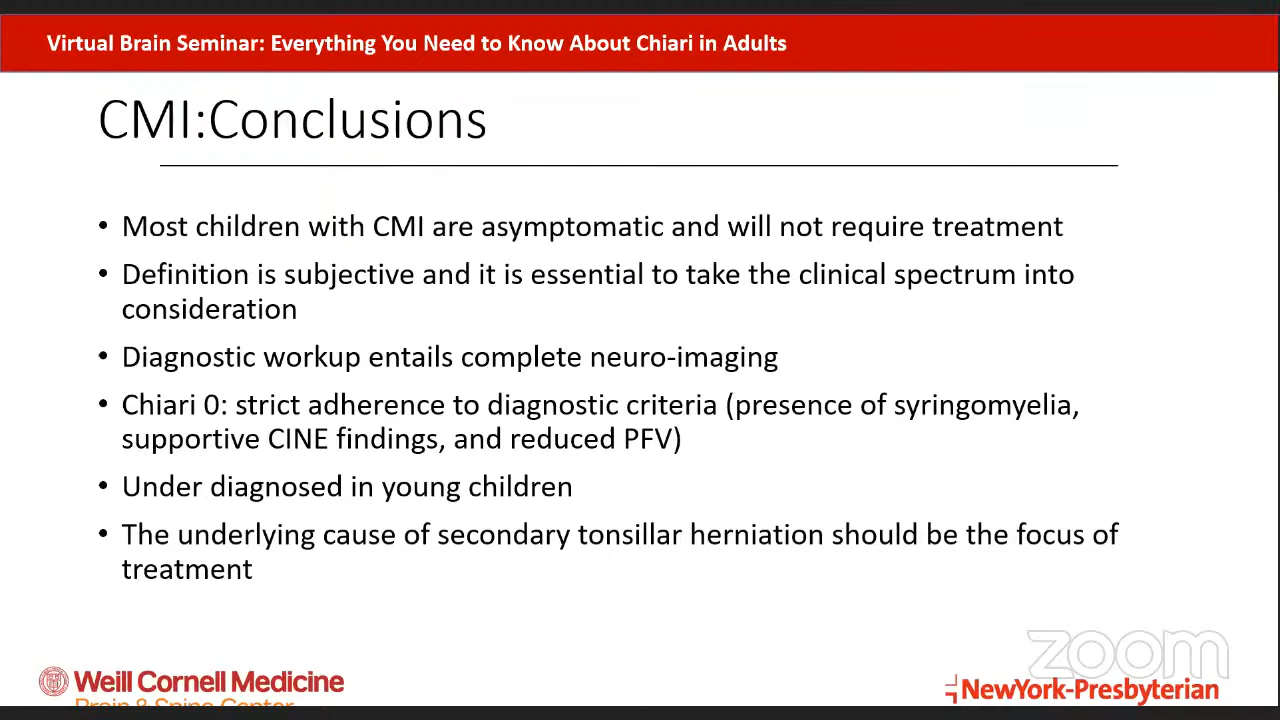 Virtual Brain Seminar: Everything You Need to Know About Chiari in Adults
CMI:Conclusions
• Most children with CMI are asymptomatic and will not require treatment
• Definition is subjective and it is essential to take the clinical spectrum into
consideration
• Diagnostic workup entails complete neuro-imaging
• Chiari 0: strict adherence to diagnostic criteria (presence of syringomyelia,
supportive CINE findings, and reduced PFV)
• Under diagnosed in young children
• The underlying cause of secondary tonsillar herniation should be the focus of
treatment
zoom
Weill Cornell Medicine
Brain & Spine Center
NewYork-Presbyterian